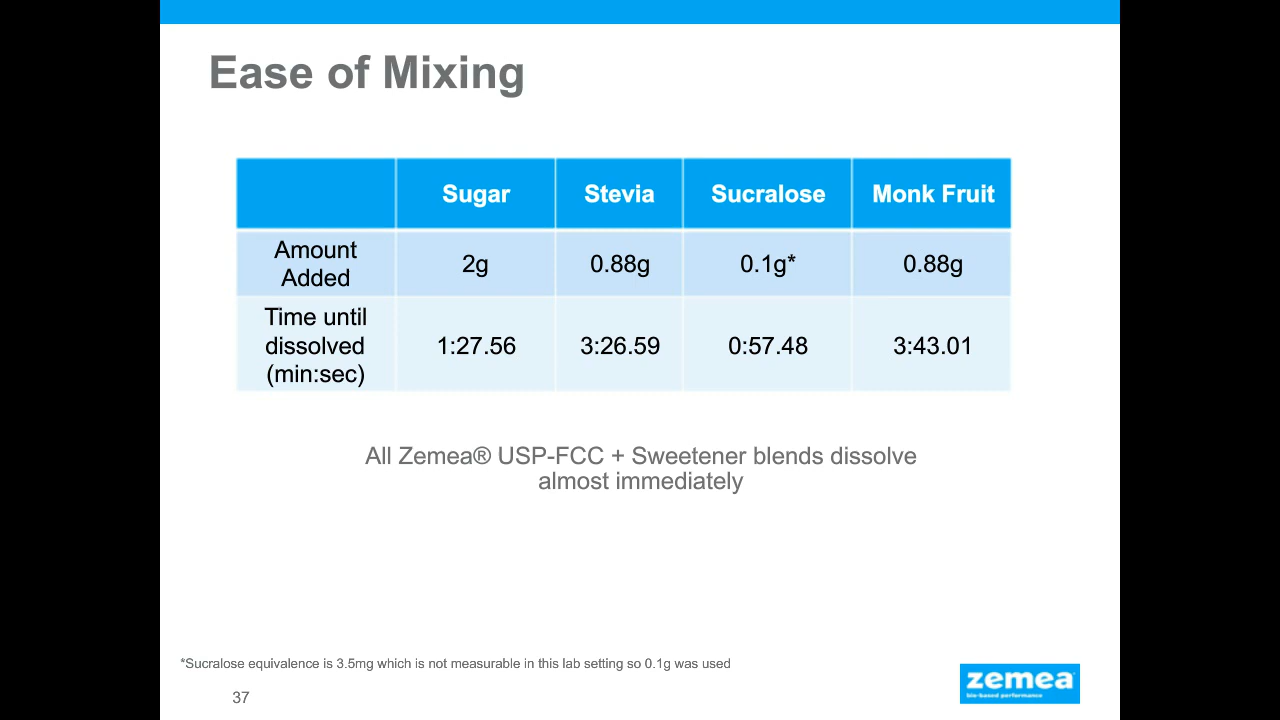 Ease of Mixing
Sugar Stevia Sucralose Monk Fruit
Amount
Added
2g 0.88g 0.1g* 0.88g
Time until
dissolved
(min:sec)
1:27.56 3:26.59 0:57.48 3:43.01
All Zemea® USP-FCC + Sweetener blends dissolve
almost immediately
*Sucralose equivalence is 3.5mg which is not measurable in this lab setting so 0.1g was used
37
zemea
bio-based performance